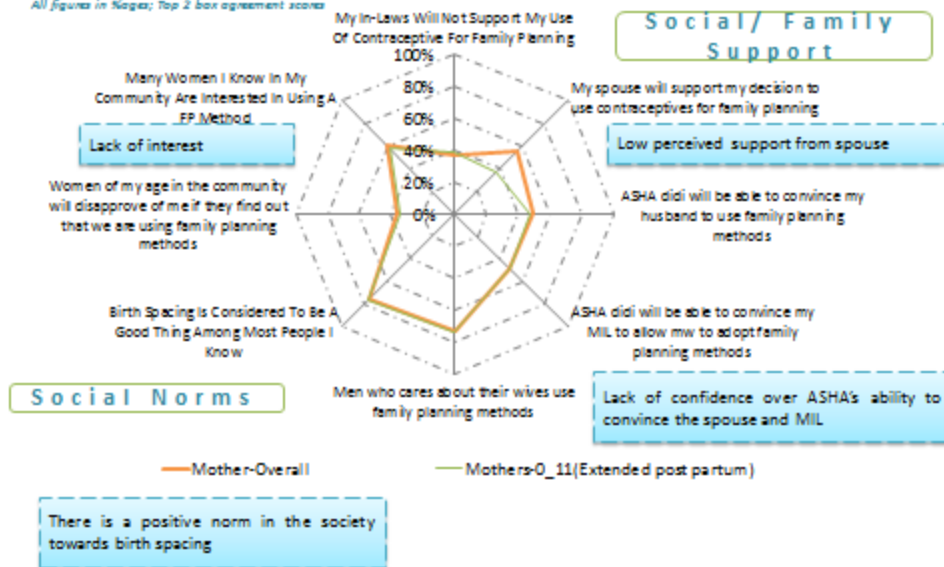 All figures in %ages; Top 2 box agreement scores
My In-Laws Will Not Support My Use
Of Contraceptive For Family Planning
Social/ Family
Support
100%
80%
60%
40%
20%
0%
My spouse will support my decision to
use contraceptives for family planning
Low perceived support from spouse
ASHA didi will be able to convince my
husband to use family planning
methods
ASHA didi will be able to convince my
MIL to allow mw to adopt family
planning methods
Lack of confidence over ASHA's ability to
convince the spouse and MIL
Men who cares about their wives use
family planning methods
Birth Spacing Is Considered To Be A
Good Thing Among Most People I
Know
Women of my age in the community
will disapprove of me if they find out
that we are using family planning
methods
Many Women I Know In My
Community Are Interested In Using A
FP Method
Lack of interest
Social Norms
Mother-Overall
Mothers-0_11(Extended post partum)
There is a positive norm in the society
towards birth spacing